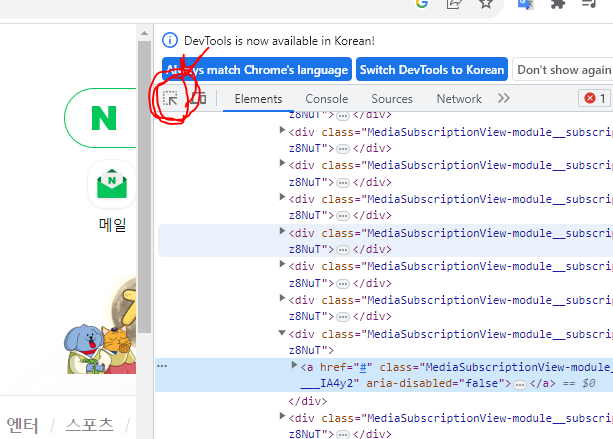 DevTools is now available in Korean!
Always match Chrome's language Switch DevTools to Korean Don't show again
Elements Console Sources Network 1
N
N
메일
엔터 / 스포츠 /
z8NuT">…</div>
<div class="MediaSubscriptionView-module__subscrip
z8NuT">…</div>
<div class="MediaSubscriptionView-module__subscrip
z8NuT">…</div>
<div class="MediaSubscriptionView-module__subscrip
z8NuT">…</div>
<div class="MediaSubscriptionView-module__subscrip
z8NuT">…</div>
<div class="MediaSubscriptionView-module__subscrip
z8NuT">…</div>
<div class="MediaSubscriptionView-module__subscrip
z8NuT">…</div>
<div class="MediaSubscriptionView-module__subscrip
z8NuT">
<a href="#" class="MediaSubscriptionView-module_
___IA4y2" aria-disabled="false">…</a> == $0
</div>
<div class="MediaSubscriptionView-module__subscrip
z8NuT">…</div>